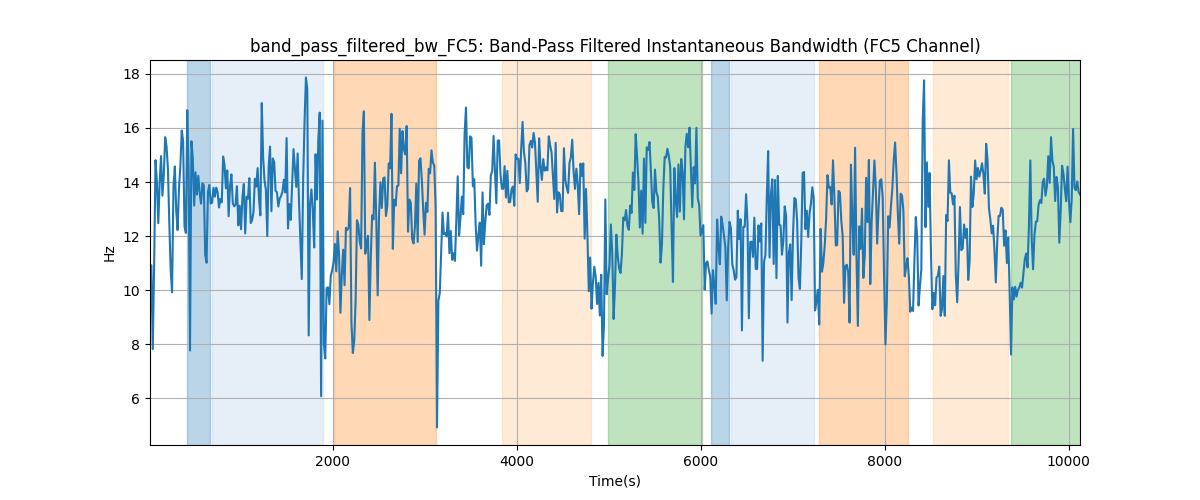 band_pass_filtered_bw_FC5: Band-Pass Filtered Instantaneous Bandwidth (FC5 Channel)
18
16
14
12
10
8
6
Hz
2000 4000 6000 8000 10000
Time(s)